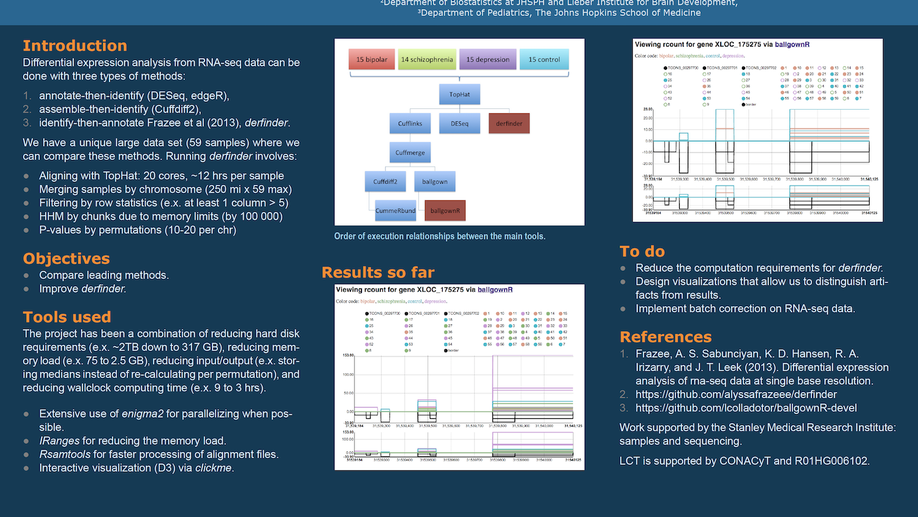 ²Department of Biostatistics at JHSPH and Lieber Institute for Brain Development,
³Department of Pediatrics, The Johns Hopkins School of Medicine
Introduction
Differential expression analysis from RNA-seq data can be
done with three types of methods:
1. annotate-then-identify (DESeq, edgeR),
2. assemble-then-identify (Cuffdiff2),
3. identify-then-annotate Frazee et al (2013), derfinder.
We have a unique large data set (59 samples) where we
can compare these methods. Running derfinder involves:
Aligning with TopHat: 20 cores, ~12 hrs per sample
Merging samples by chromosome (250 mi x 59 max)
Filtering by row statistics (e.x. at least 1 column > 5)
HHM by chunks due to memory limits (by 100 000)
P-values by permutations (10-20 per chr)
Objectives
Compare leading methods.
Improve derfinder.
Tools used
The project has been a combination of reducing hard disk
requirements (e.x. ~2TB down to 317 GB), reducing mem-
ory load (e.x. 75 to 2.5 GB), reducing input/output (e.x. stor-
ing medians instead of re-calculating per permutation), and
reducing wallclock computing time (e.x. 9 to 3 hrs).
Extensive use of enigma2 for parallelizing when pos-
sible.
IRanges for reducing the memory load.
Rsamtools for faster processing of alignment files.
Interactive visualization (D3) via clickme.
15 bipolar
14 schizophrenia
15 depression
15 control
TopHat
Cufflinks
DESeq
derfinder
Cuffmerge
Cuffdiff2
ballgown
CummeRbund
ballgownR
Order of execution relationships between the main tools.
Results so far
Viewing rcount for gene XLOC_175275 via ballgownR
Color code: bipolar, schizophrenia, control, depression.
Viewing rcount for gene XLOC_175275 via ballgownR
Color code: bipolar, schizophrenia, control, depression.
To do
Reduce the computation requirements for derfinder.
Design visualizations that allow us to distinguish arti-
facts from results.
Implement batch correction on RNA-seq data.
References
1. Frazee, A. S. Sabunciyan, K. D. Hansen, R. A.
Irizarry, and J. T. Leek (2013). Differential expression
analysis of rna-seq data at single base resolution.
2. https://github.com/alyssafrazeee/derfinder
3. https://github.com/lcolladotor/ballgownR-devel
Work supported by the Stanley Medical Research Institute:
samples and sequencing.
LCT is supported by CONACyT and R01HG006102.